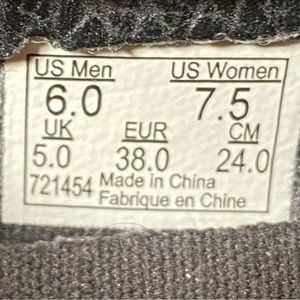 US Men US Women
6.0 7.5
UK EUR CM
5.0 38.0 24.0
721454 Made in China
Fabrique en Chine